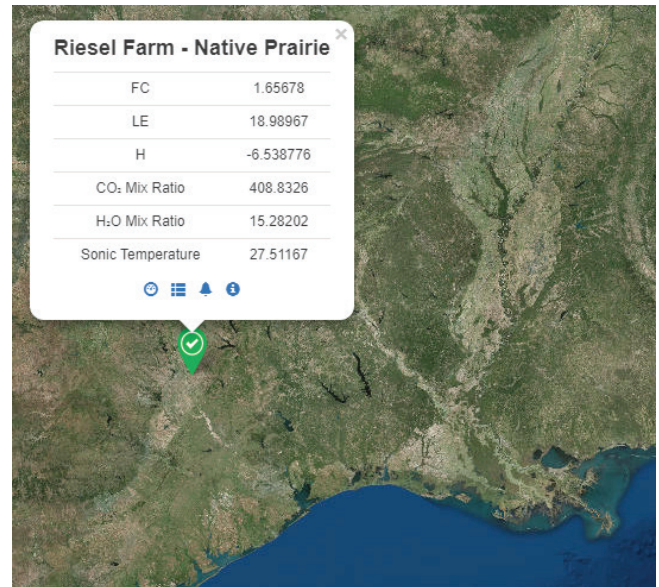 Riesel Farm - Native Prairie ×
FC 1.65678
LE 18.98967
H -6.538776
CO₂ Mix Ratio 408.8326
H₂O Mix Ratio 15.28202
Sonic Temperature 27.51167